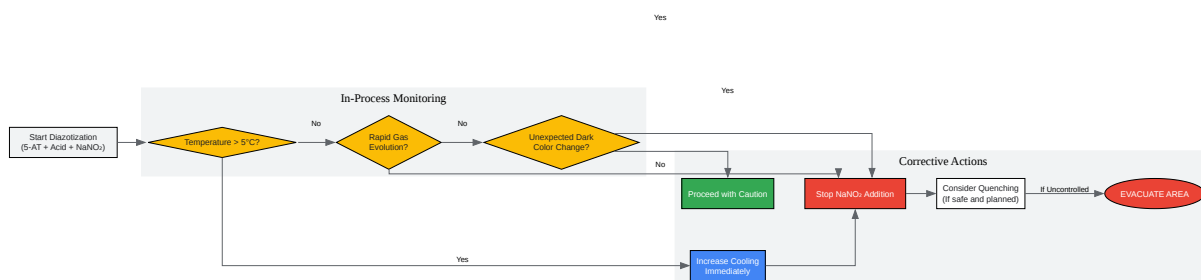 Yes
Yes
In-Process Monitoring
Start Diazotization
(5-AT + Acid + NaNO₂)
Temperature > 5°C?
No
Rapid Gas
Evolution?
No
Unexpected Dark
Color Change?
No
Corrective Actions
Proceed with Caution
Stop NaNO₂ Addition
Consider Quenching
(If safe and planned)
If Uncontrolled
EVACUATE AREA
Yes
Increase Cooling
Immediately